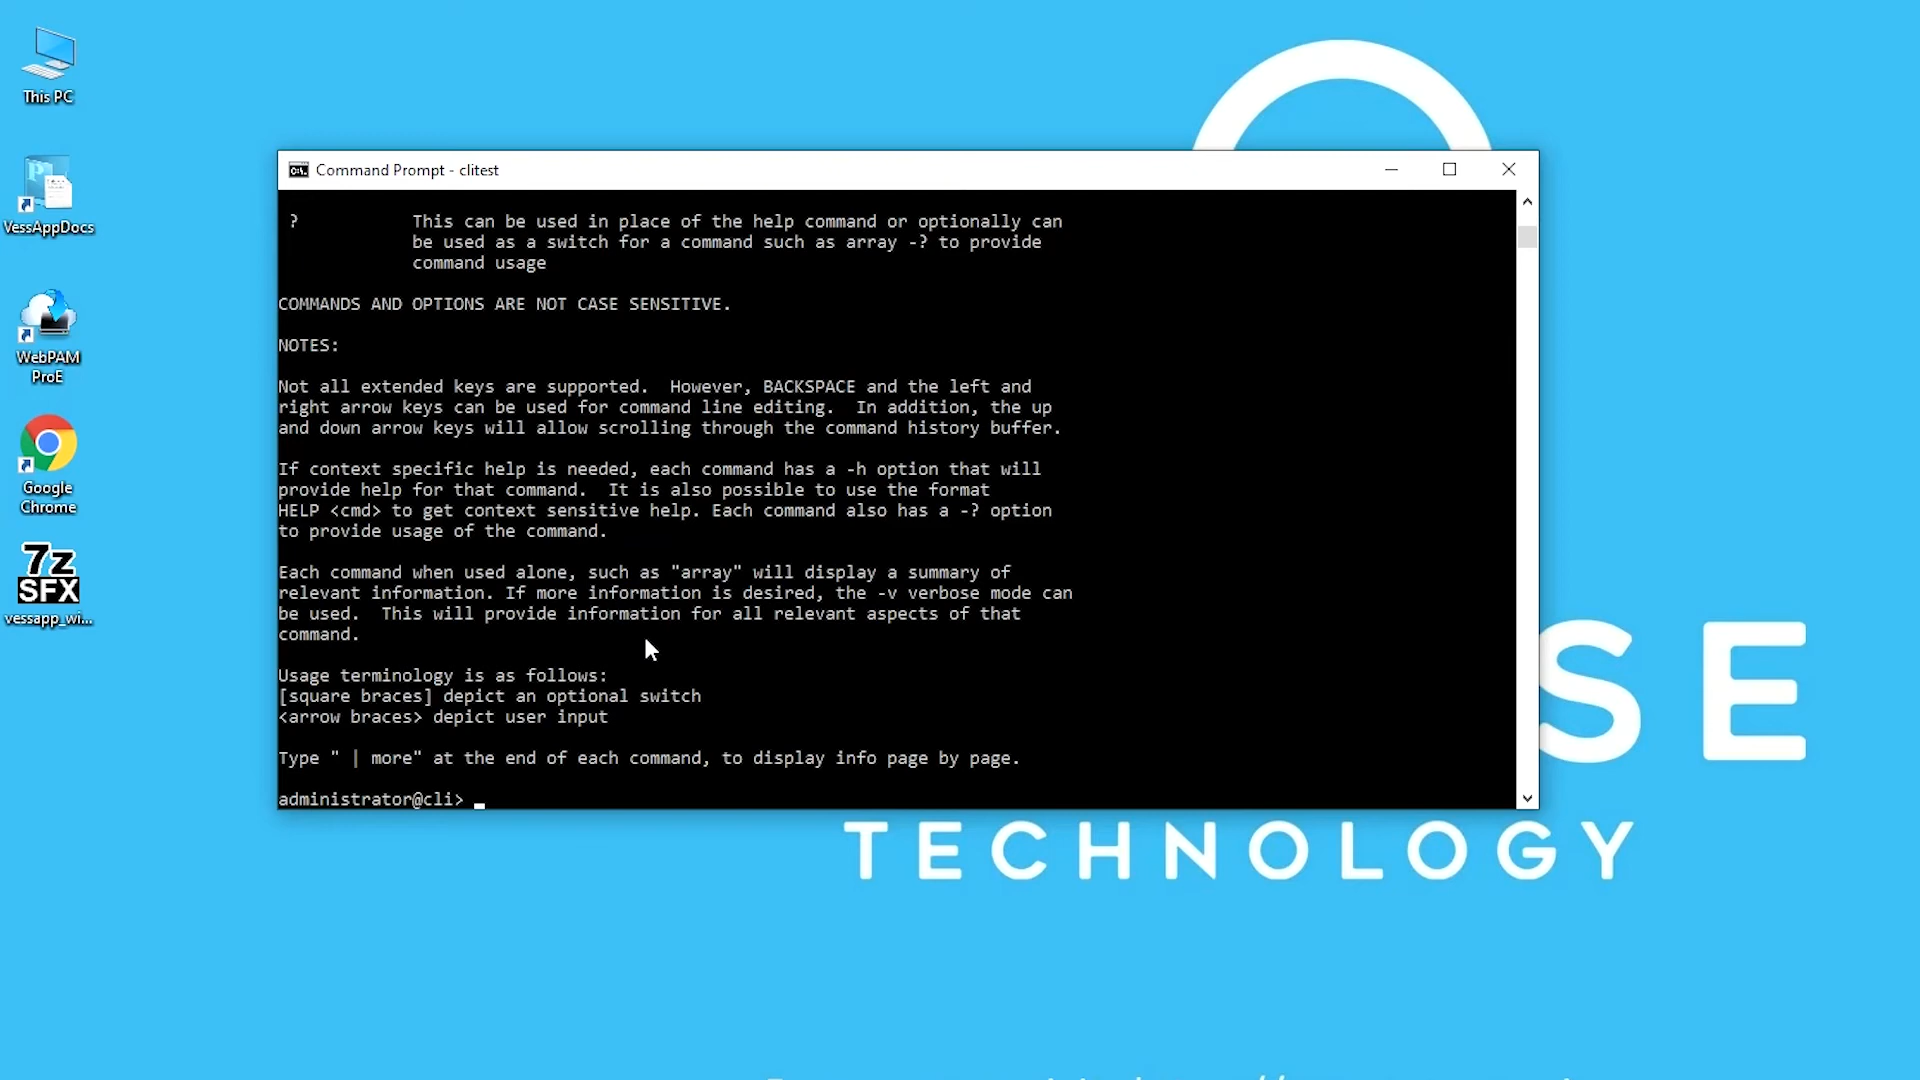 This PC
VessAppDocs
WebPAM
ProE
Google
Chrome
7z
SFX
vessapp_wi...
Command Prompt - clitest
? This can be used in place of the help command or optionally can
be used as a switch for a command such as array -? to provide
command usage
COMMANDS AND OPTIONS ARE NOT CASE SENSITIVE.
NOTES:
Not all extended keys are supported.  However, BACKSPACE and the left and
right arrow keys can be used for command line editing.  In addition, the up
and down arrow keys will allow scrolling through the command history buffer.
If context specific help is needed, each command has a -h option that will
provide help for that command.  It is also possible to use the format
HELP <cmd> to get context sensitive help. Each command also has a -? option
to provide usage of the command.
Each command when used alone, such as "array" will display a summary of
relevant information. If more information is desired, the -v verbose mode can
be used.  This will provide information for all relevant aspects of that
command.
Usage terminology is as follows:
[square braces] depict an optional switch
<arrow braces> depict user input
Type " | more" at the end of each command, to display info page by page.
administrator@cli> _
SE
TECHNOLOGY